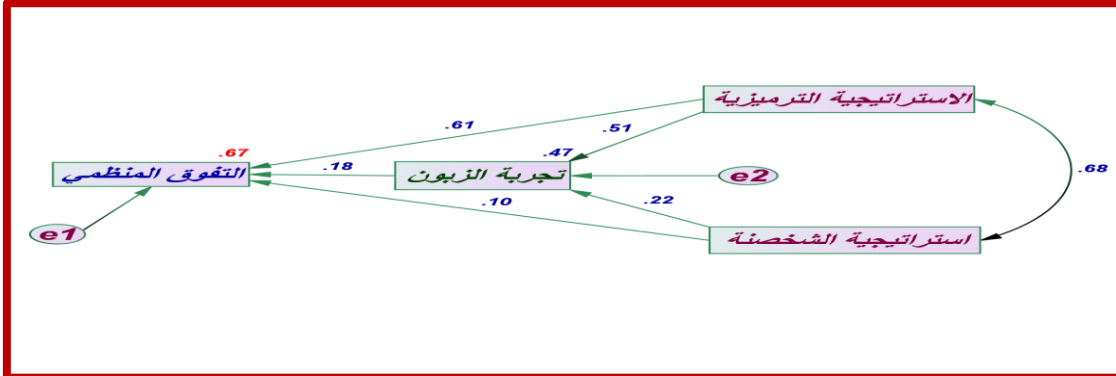 الاستراتيجية الترميزية
.61
.51
.67
.47
.68
التفوق المنظمي
.18
تجربة الزبون
e2
.22
.10
e1
استراتيجية الشخصنة